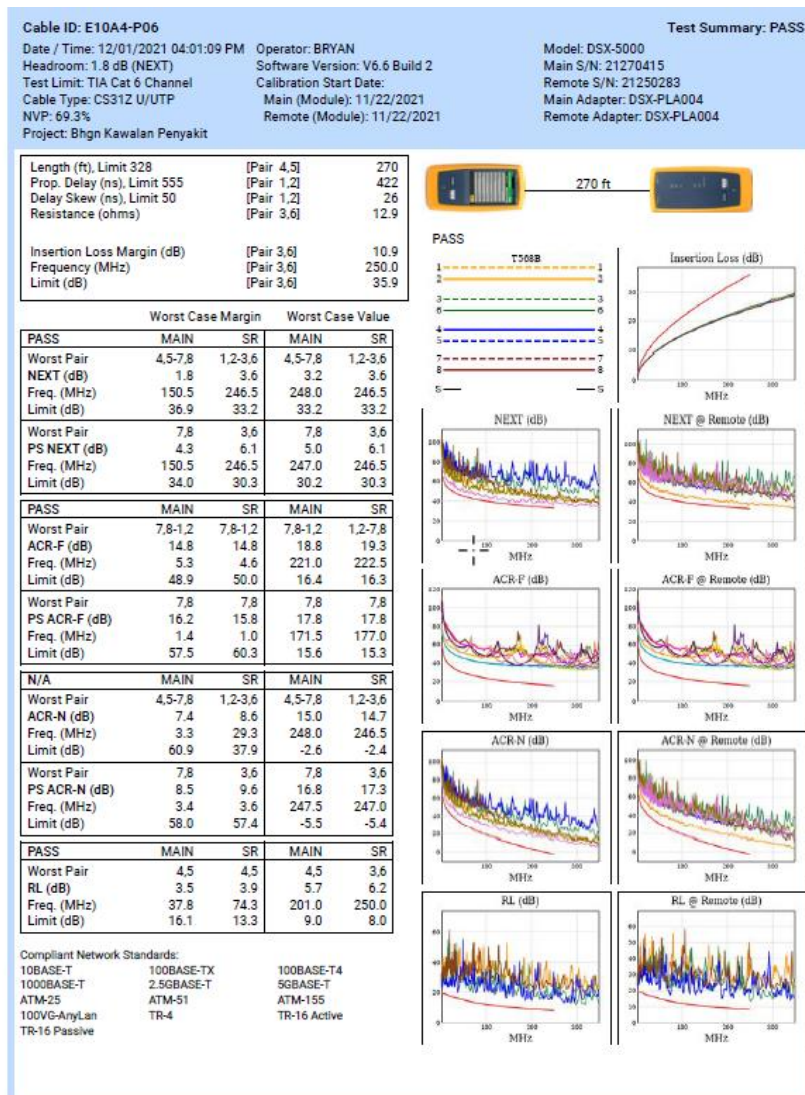 Cable ID: E10A4-P06
Test Summary: PASS
Date / Time: 12/01/2021 04:01:09 PM
Headroom: 1.8 dB (NEXT)
Test Limit: TIA Cat 6 Channel
Cable Type: CS31Z U/UTP
NVP: 69.3%
Project: Bhgn Kawalan Penyakit
Operator: BRYAN
Software Version: V6.6 Build 2
Calibration Start Date:
Main (Module): 11/22/2021
Remote (Module): 11/22/2021
Model: DSX-5000
Main S/N: 21270415
Remote S/N: 21250283
Main Adapter: DSX-PLA004
Remote Adapter: DSX-PLA004
Length (ft), Limit 328 [Pair 4,5] 270
Prop. Delay (ns), Limit 555 [Pair 1,2] 422
Delay Skew (ns), Limit 50 [Pair 1,2] 26
Resistance (ohms) [Pair 3,6] 12.9
Insertion Loss Margin (dB) [Pair 3,6] 10.9
Frequency (MHz) [Pair 3,6] 250.0
Limit (dB) [Pair 3,6] 35.9
Worst Case Margin Worst Case Value
PASS MAIN SR MAIN SR
Worst Pair 4,5-7,8 1,2-3,6 4,5-7,8 1,2-3,6
NEXT (dB) 1.8 3.6 3.2 3.6
Freq. (MHz) 150.5 246.5 248.0 246.5
Limit (dB) 36.9 33.2 33.2 33.2
Worst Pair 7,8 3,6 7,8 3,6
PS NEXT (dB) 4.3 6.1 5.0 6.1
Freq. (MHz) 150.5 246.5 247.0 246.5
Limit (dB) 34.0 30.3 30.2 30.3
PASS MAIN SR MAIN SR
Worst Pair 7,8-1,2 7,8-1,2 7,8-1,2 1,2-7,8
ACR-F (dB) 14.8 14.8 18.8 19.3
Freq. (MHz) 5.3 4.6 221.0 222.5
Limit (dB) 48.9 50.0 16.4 16.3
Worst Pair 7,8 7,8 7,8 7,8
PS ACR-F (dB) 16.2 15.8 17.8 17.8
Freq. (MHz) 1.4 1.0 171.5 177.0
Limit (dB) 57.5 60.3 15.6 15.3
N/A MAIN SR MAIN SR
Worst Pair 4,5-7,8 1,2-3,6 4,5-7,8 1,2-3,6
ACR-N (dB) 7.4 8.6 15.0 14.7
Freq. (MHz) 3.3 29.3 248.0 246.5
Limit (dB) 60.9 37.9 -2.6 -2.4
Worst Pair 7,8 3,6 7,8 3,6
PS ACR-N (dB) 8.5 9.6 16.8 17.3
Freq. (MHz) 3.4 3.6 247.5 247.0
Limit (dB) 58.0 57.4 -5.5 -5.4
PASS MAIN SR MAIN SR
Worst Pair 4,5 4,5 4,5 3,6
RL (dB) 3.5 3.9 5.7 6.2
Freq. (MHz) 37.8 74.3 201.0 250.0
Limit (dB) 16.1 13.3 9.0 8.0
Compliant Network Standards:
10BASE-T 100BASE-TX 100BASE-T4
1000BASE-T 2.5GBASE-T 5GBASE-T
ATM-25 ATM-51 ATM-155
100VG-AnyLan TR-4 TR-16 Active
TR-16 Passive
270 ft
PASS
T568B
1 1
2 2
3 3
6 6
4 4
5 5
7 7
8 8
S S
Insertion Loss (dB)
MHz
NEXT (dB)
MHz
NEXT @ Remote (dB)
MHz
ACR-F (dB)
MHz
ACR-F @ Remote (dB)
MHz
ACR-N (dB)
MHz
ACR-N @ Remote (dB)
MHz
RL (dB)
MHz
RL @ Remote (dB)
MHz